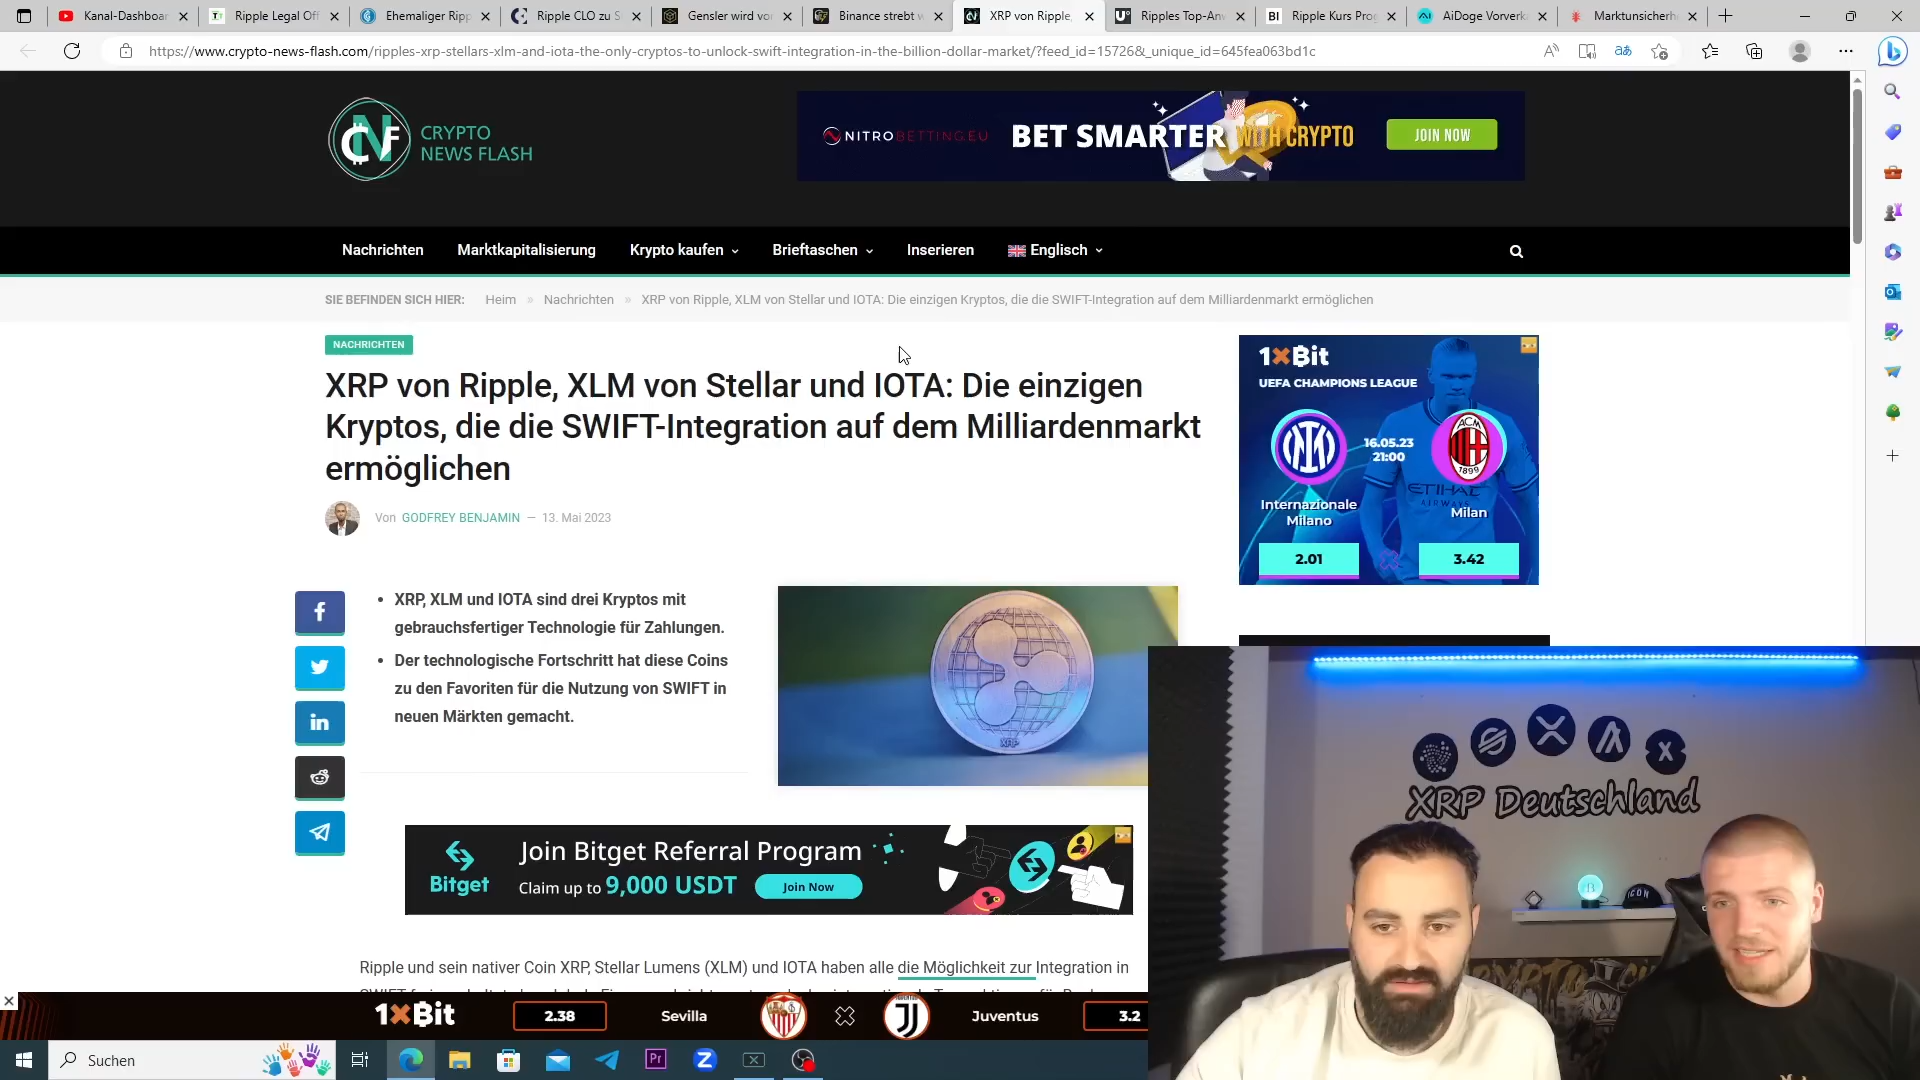 Kanal-Dashboar
Ripple Legal Off
Ehemaliger Ripp
Ripple CLO zu S
Gensler wird vo
Binance strebt w
XRP von Ripple,
Ripples Top-An
BI Ripple Kurs Prog
AiDoge Vorverk
Marktunsicherh
https://www.crypto-news-flash.com/ripples-xrp-stellars-xlm-and-iota-the-only-cryptos-to-unlock-swift-integration-in-the-billion-dollar-market/?feed_id=15726&_unique_id=645fea063bd1c
CRYPTO
NEWS FLASH
NITROBETTING.EU
BET SMARTER WITH CRYPTO
JOIN NOW
Nachrichten Marktkapitalisierung Krypto kaufen Brieftaschen Inserieren Englisch
SIE BEFINDEN SICH HIER: Heim » Nachrichten » XRP von Ripple, XLM von Stellar und IOTA: Die einzigen Kryptos, die die SWIFT-Integration auf dem Milliardenmarkt ermöglichen
NACHRICHTEN
XRP von Ripple, XLM von Stellar und IOTA: Die einzigen
Kryptos, die die SWIFT-Integration auf dem Milliardenmarkt
ermöglichen
Von GODFREY BENJAMIN — 13. Mai 2023
• XRP, XLM und IOTA sind drei Kryptos mit
gebrauchsfertiger Technologie für Zahlungen.
• Der technologische Fortschritt hat diese Coins
zu den Favoriten für die Nutzung von SWIFT in
neuen Märkten gemacht.
XRP
1XBit
UEFA CHAMPIONS LEAGUE
16.05.23
21:00
ACM
1899
ETIHAD
AIRWAYS
Internazionale
Milano
Milan
2.01
3.42
Bitget
Join Bitget Referral Program
Claim up to 9,000 USDT
Join Now
Ripple und sein nativer Coin XRP, Stellar Lumens (XLM) und IOTA haben alle die Möglichkeit zur Integration in
1XBit
2.38
Sevilla
Juventus
3.2
XRP Deutschland
ICON
Suchen
Pr
Z